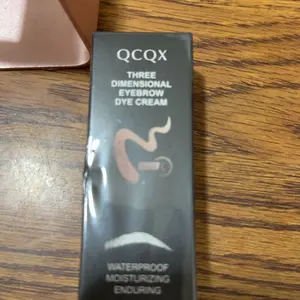 QCQX
THREE
DIMENSIONAL
EYEBROW
DYE CREAM
WATERPROOF
MOISTURIZING
ENDURING